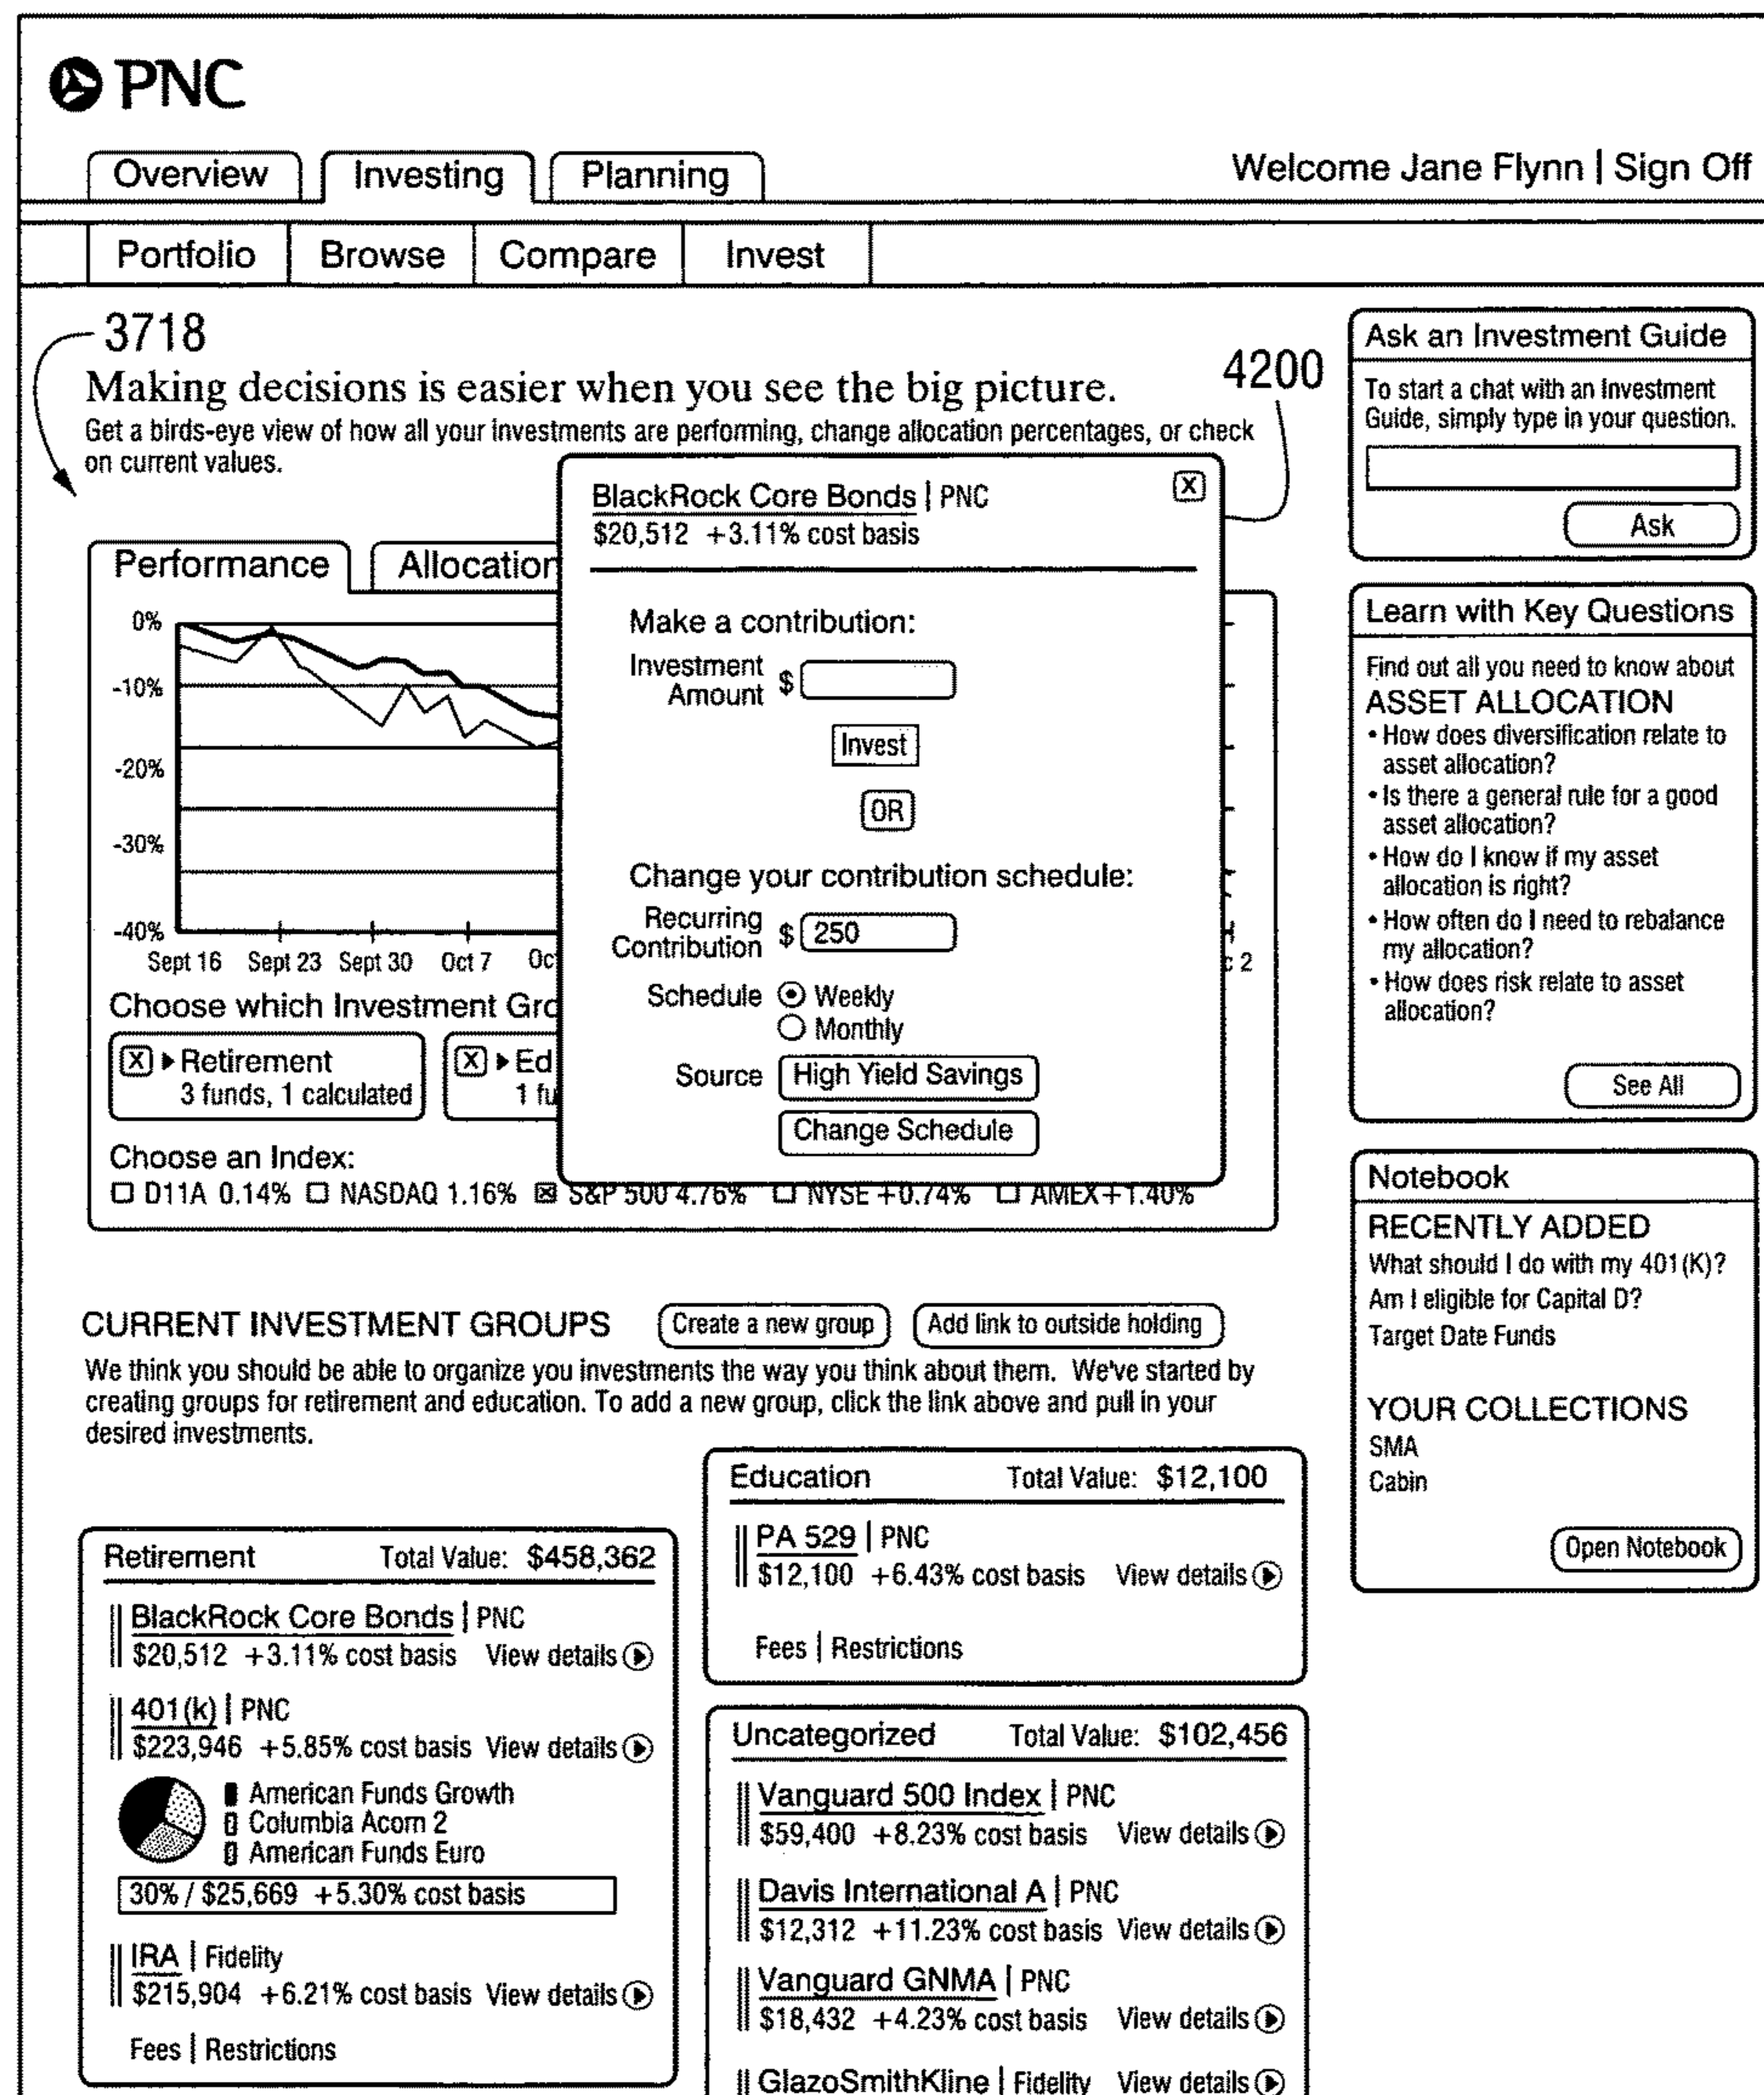 PNC
Overview Investing Planning Welcome Jane Flynn | Sign Off
Portfolio Browse Compare Invest
3718
4200
Making decisions is easier when you see the big picture.
Get a birds-eye view of how all your investments are performing, change allocation percentages, or check
on current values.
Performance Allocation
0%
-10%
-20%
-30%
-40%
Sept 16 Sept 23 Sept 30 Oct 7 Oc
c 2
Choose which Investment Gro
X Retirement
3 funds, 1 calculated
X Ed
1 fu
Choose an Index:
D11A 0.14% NASDAQ 1.16% S&P 500 4.76% NYSE +0.74% AMEX+1.40%
BlackRock Core Bonds | PNC X
$20,512 +3.11% cost basis
Make a contribution:
Investment
Amount $
Invest
OR
Change your contribution schedule:
Recurring
Contribution $ 250
Schedule Weekly
Monthly
Source High Yield Savings
Change Schedule
CURRENT INVESTMENT GROUPS Create a new group Add link to outside holding
We think you should be able to organize you investments the way you think about them. We've started by
creating groups for retirement and education. To add a new group, click the link above and pull in your
desired investments.
Retirement Total Value: $458,362
BlackRock Core Bonds | PNC
$20,512 +3.11% cost basis View details
401(k) | PNC
$223,946 +5.85% cost basis View details
American Funds Growth
Columbia Acorn 2
American Funds Euro
30% / $25,669 +5.30% cost basis
IRA | Fidelity
$215,904 +6.21% cost basis View details
Fees | Restrictions
Education Total Value: $12,100
PA 529 | PNC
$12,100 +6.43% cost basis View details
Fees | Restrictions
Uncategorized Total Value: $102,456
Vanguard 500 Index | PNC
$59,400 +8.23% cost basis View details
Davis International A | PNC
$12,312 +11.23% cost basis View details
Vanguard GNMA | PNC
$18,432 +4.23% cost basis View details
GlazoSmithKline | Fidelity View details
Ask an Investment Guide
To start a chat with an Investment
Guide, simply type in your question.
Ask
Learn with Key Questions
Find out all you need to know about
ASSET ALLOCATION
• How does diversification relate to
asset allocation?
• Is there a general rule for a good
asset allocation?
• How do I know if my asset
allocation is right?
• How often do I need to rebalance
my allocation?
• How does risk relate to asset
allocation?
See All
Notebook
RECENTLY ADDED
What should I do with my 401(K)?
Am I eligible for Capital D?
Target Date Funds
YOUR COLLECTIONS
SMA
Cabin
Open Notebook